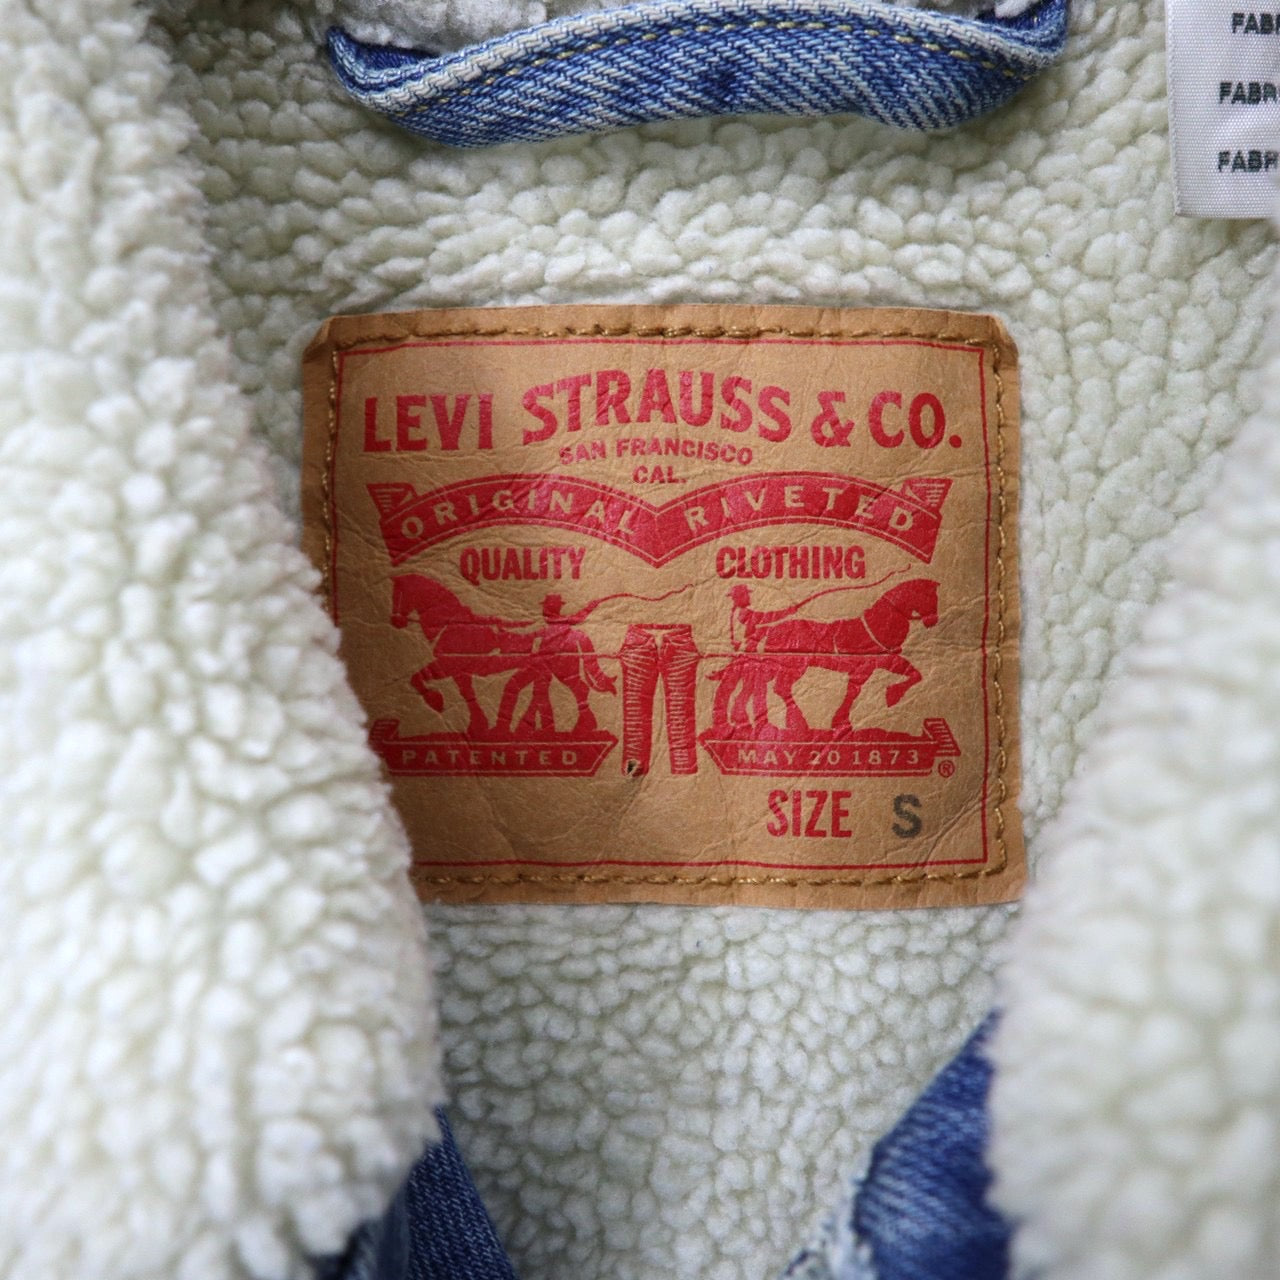 LEVI STRAUSS & CO.
SAN FRANCISCO
CAL.
ORIGINAL RIVETED
QUALITY CLOTHING
PATENTED MAY 20 1873 ®
SIZE S